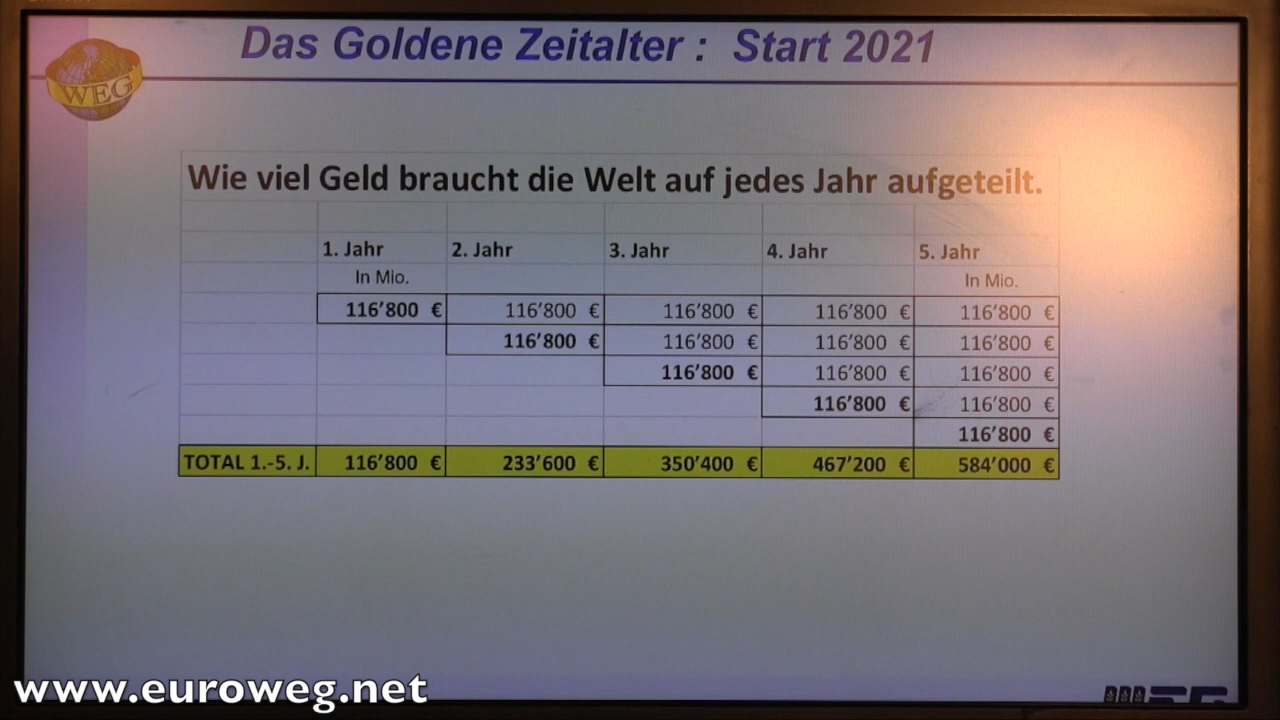 Das Goldene Zeitalter : Start 2021
WEG
Wie viel Geld braucht die Welt auf jedes Jahr aufgeteilt.
1. Jahr 2. Jahr 3. Jahr 4. Jahr 5. Jahr
In Mio. In Mio.
116’800 € 116’800 € 116’800 € 116’800 € 116’800 €
116’800 € 116’800 € 116’800 € 116’800 €
116’800 € 116’800 € 116’800 €
116’800 € 116’800 €
116’800 €
TOTAL 1.-5. J. 116’800 € 233’600 € 350’400 € 467’200 € 584’000 €
www.euroweg.net